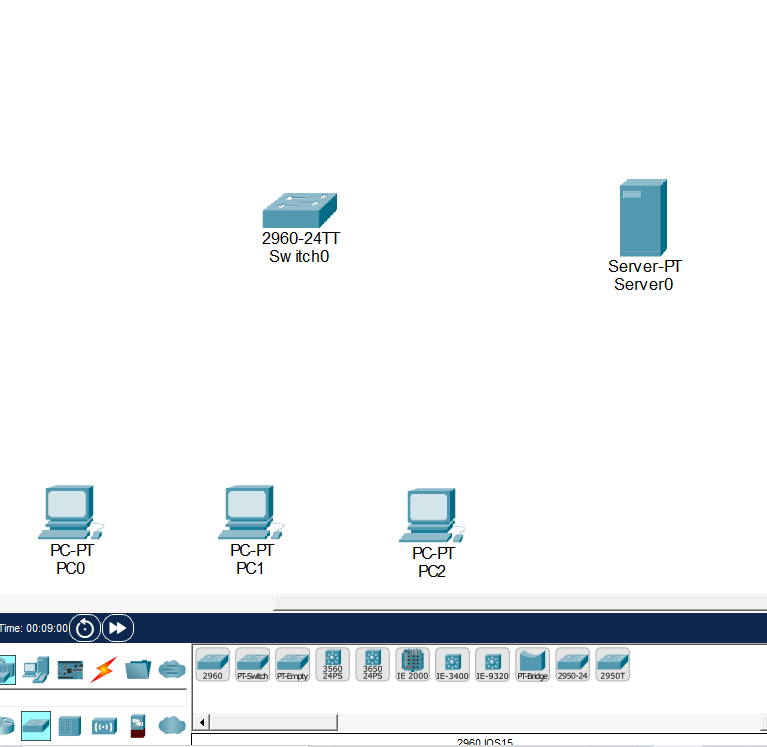 2960-24TT
Switch0
Server-PT
Server0
PC-PT
PC0
PC-PT
PC1
PC-PT
PC2
Time: 00:09:00
2960
PT-Switch
PT-Empty
3560
24PS
3650
24PS
IE 2000
IE-3400
IE-9320
PT-Bridge
2950-24
2950T
2960 IOS15